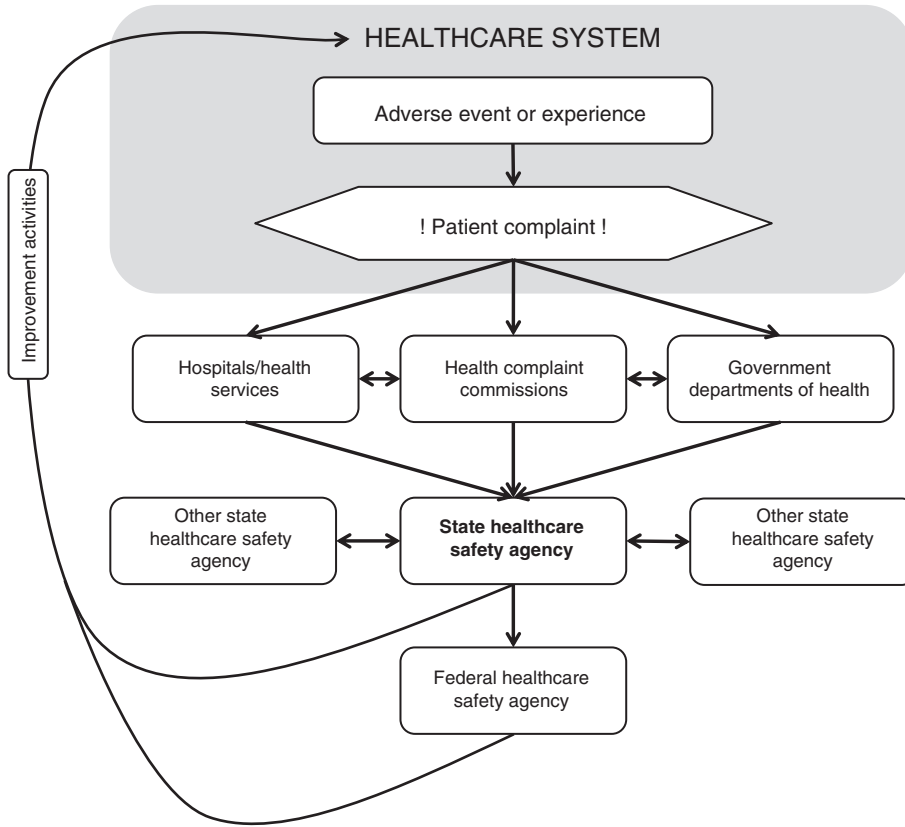 HEALTHCARE SYSTEM
Adverse event or experience
! Patient complaint !
Improvement activities
Hospitals/health
services
Health complaint
commissions
Government
departments of health
Other state
healthcare safety
agency
State healthcare
safety agency
Other state
healthcare safety
agency
Federal healthcare
safety agency